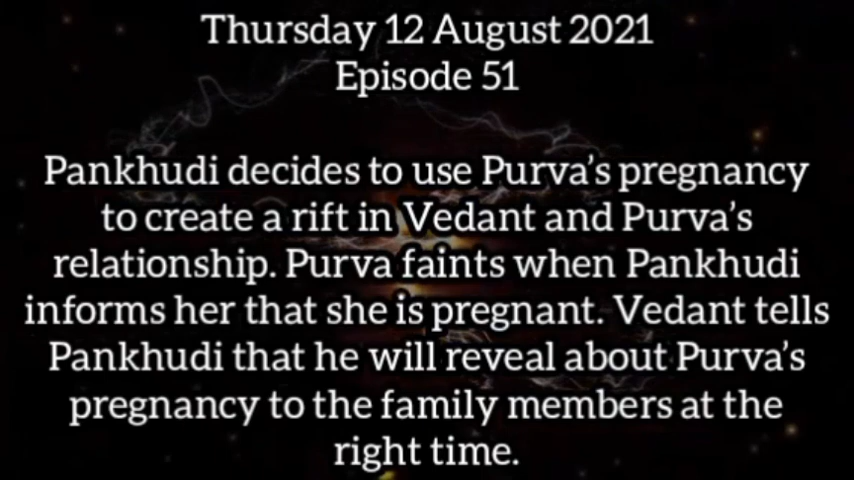 Thursday 12 August 2021
Episode 51
Pankhudi decides to use Purva’s pregnancy
to create a rift in Vedant and Purva’s
relationship. Purva faints when Pankhudi
informs her that she is pregnant. Vedant tells
Pankhudi that he will reveal about Purva’s
pregnancy to the family members at the
right time.